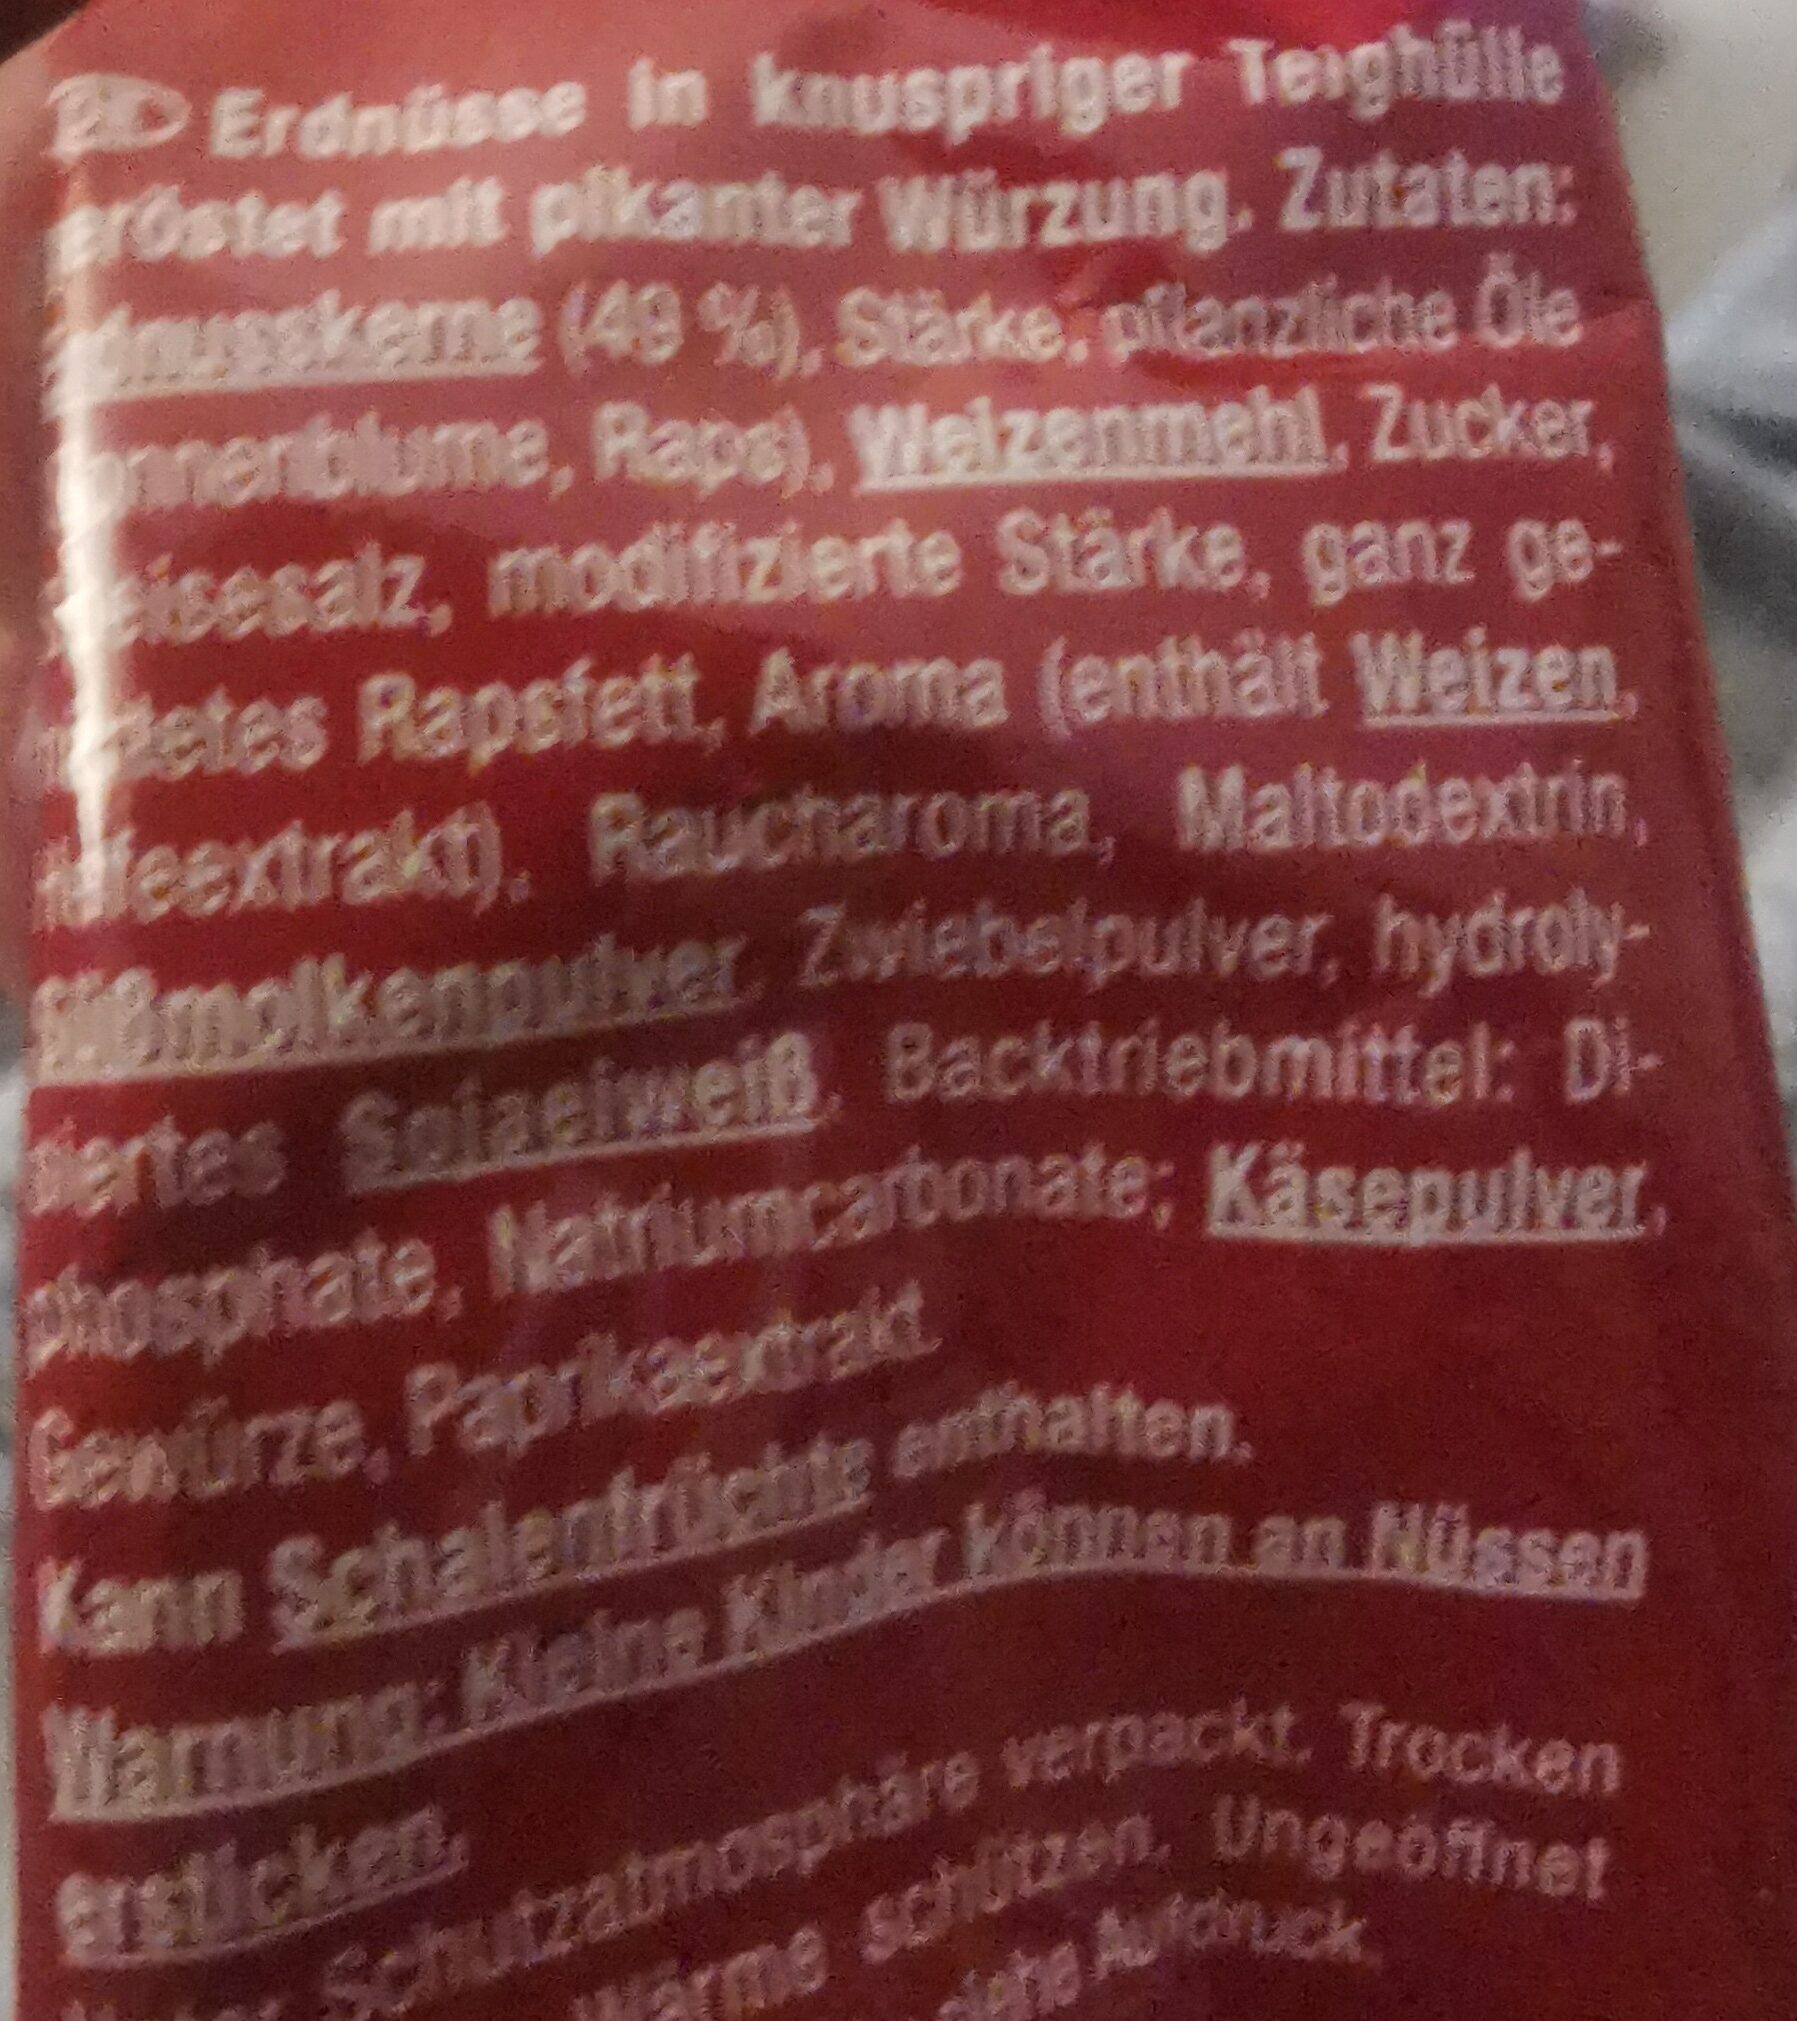 Erdnüsse in knuspriger Teighülle
geröstet mit pikanter Würzung. Zutaten:
Erdnusskerne (49 %), Stärke, pflanzliche Öle
(Sonnenblume, Raps), Weizenmehl, Zucker,
Speisesalz, modifizierte Stärke, ganz ge-
härtetes Rapsfett, Aroma (enthält Weizen,
Hefeextrakt), Raucharoma, Maltodextrin,
Süßmolkenpulver, Zwiebelpulver, hydroly-
siertes Sojaeiweiß, Backtriebmittel: Di-
phosphate, Natriumcarbonate; Käsepulver,
Gewürze, Paprikaextrakt.
Kann Schalenfrüchte enthalten.
Warnung: Kleine Kinder können an Nüssen
ersticken.
Unter Schutzatmosphäre verpackt. Trocken
Wärme schützen. Ungeöffnet
siehe Aufdruck.